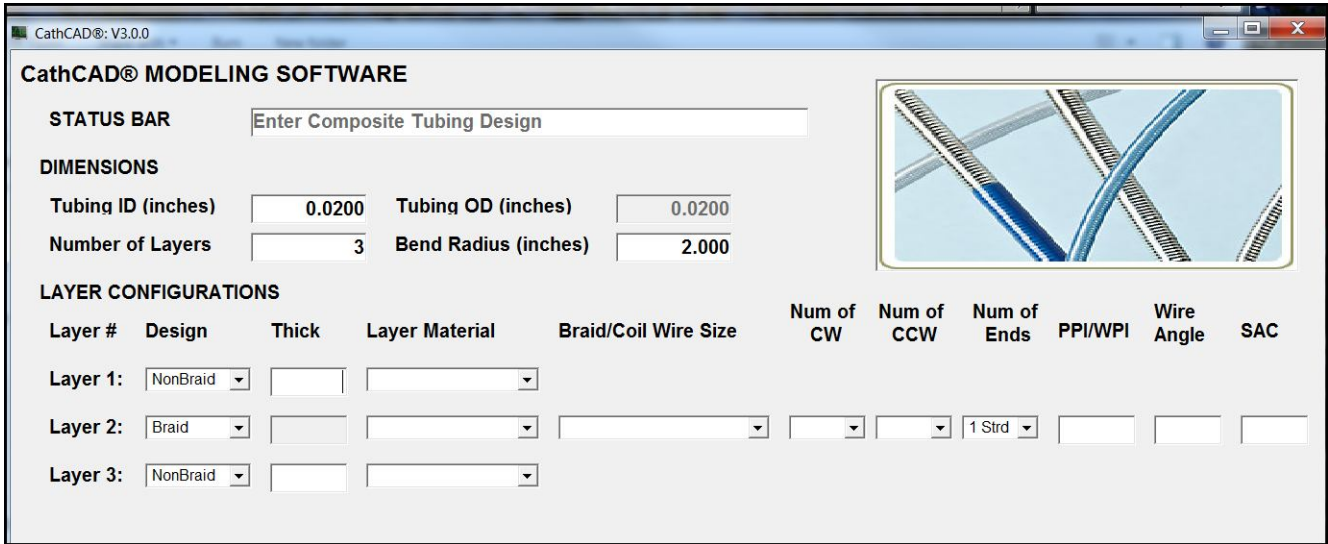 CathCAD®: V3.0.0
CathCAD® MODELING SOFTWARE
STATUS BAR Enter Composite Tubing Design
DIMENSIONS
Tubing ID (inches) 0.0200 Tubing OD (inches) 0.0200
Number of Layers 3 Bend Radius (inches) 2.000
LAYER CONFIGURATIONS
Layer # Design Thick Layer Material Braid/Coil Wire Size Num of CW Num of CCW Num of Ends PPI/WPI Wire Angle SAC
Layer 1: NonBraid
Layer 2: Braid 1 Strd
Layer 3: NonBraid